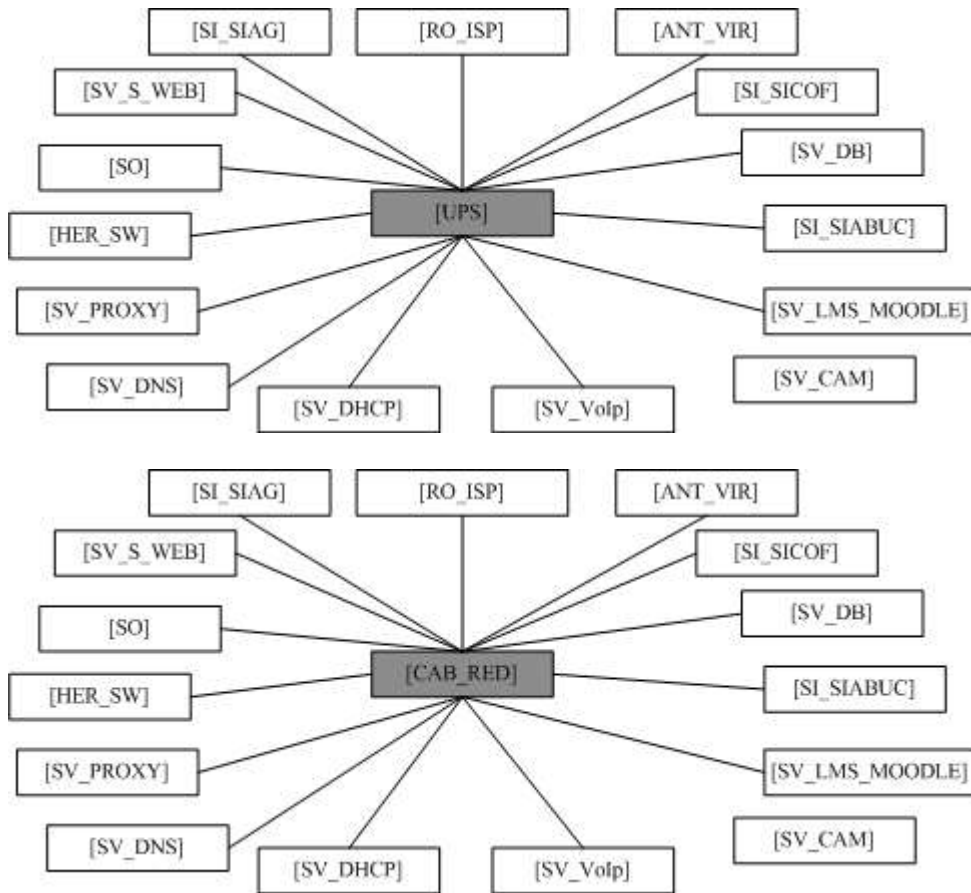 [SI_SIAG] [RO_ISP] [ANT_VIR]
[SV_S_WEB] [SI_SICOF]
[SO] [SV_DB]
[UPS]
[HER_SW] [SI_SIABUC]
[SV_PROXY] [SV_LMS_MOODLE]
[SV_DNS] [SV_CAM]
[SV_DHCP] [SV_VoIp]
[SI_SIAG] [RO_ISP] [ANT_VIR]
[SV_S_WEB] [SI_SICOF]
[SO] [SV_DB]
[CAB_RED]
[HER_SW] [SI_SIABUC]
[SV_PROXY] [SV_LMS_MOODLE]
[SV_DNS] [SV_CAM]
[SV_DHCP] [SV_VoIp]